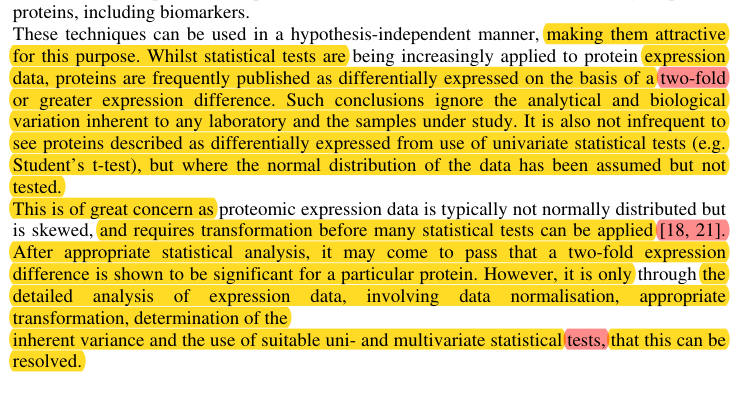 proteins, including biomarkers.
These techniques can be used in a hypothesis-independent manner, making them attractive
for this purpose. Whilst statistical tests are being increasingly applied to protein expression
data, proteins are frequently published as differentially expressed on the basis of a two-fold
or greater expression difference. Such conclusions ignore the analytical and biological
variation inherent to any laboratory and the samples under study. It is also not infrequent to
see proteins described as differentially expressed from use of univariate statistical tests (e.g.
Student’s t-test), but where the normal distribution of the data has been assumed but not
tested.
This is of great concern as proteomic expression data is typically not normally distributed but
is skewed, and requires transformation before many statistical tests can be applied [18, 21].
After appropriate statistical analysis, it may come to pass that a two-fold expression
difference is shown to be significant for a particular protein. However, it is only through the
detailed analysis of expression data, involving data normalisation, appropriate
transformation, determination of the
inherent variance and the use of suitable uni- and multivariate statistical tests, that this can be
resolved.